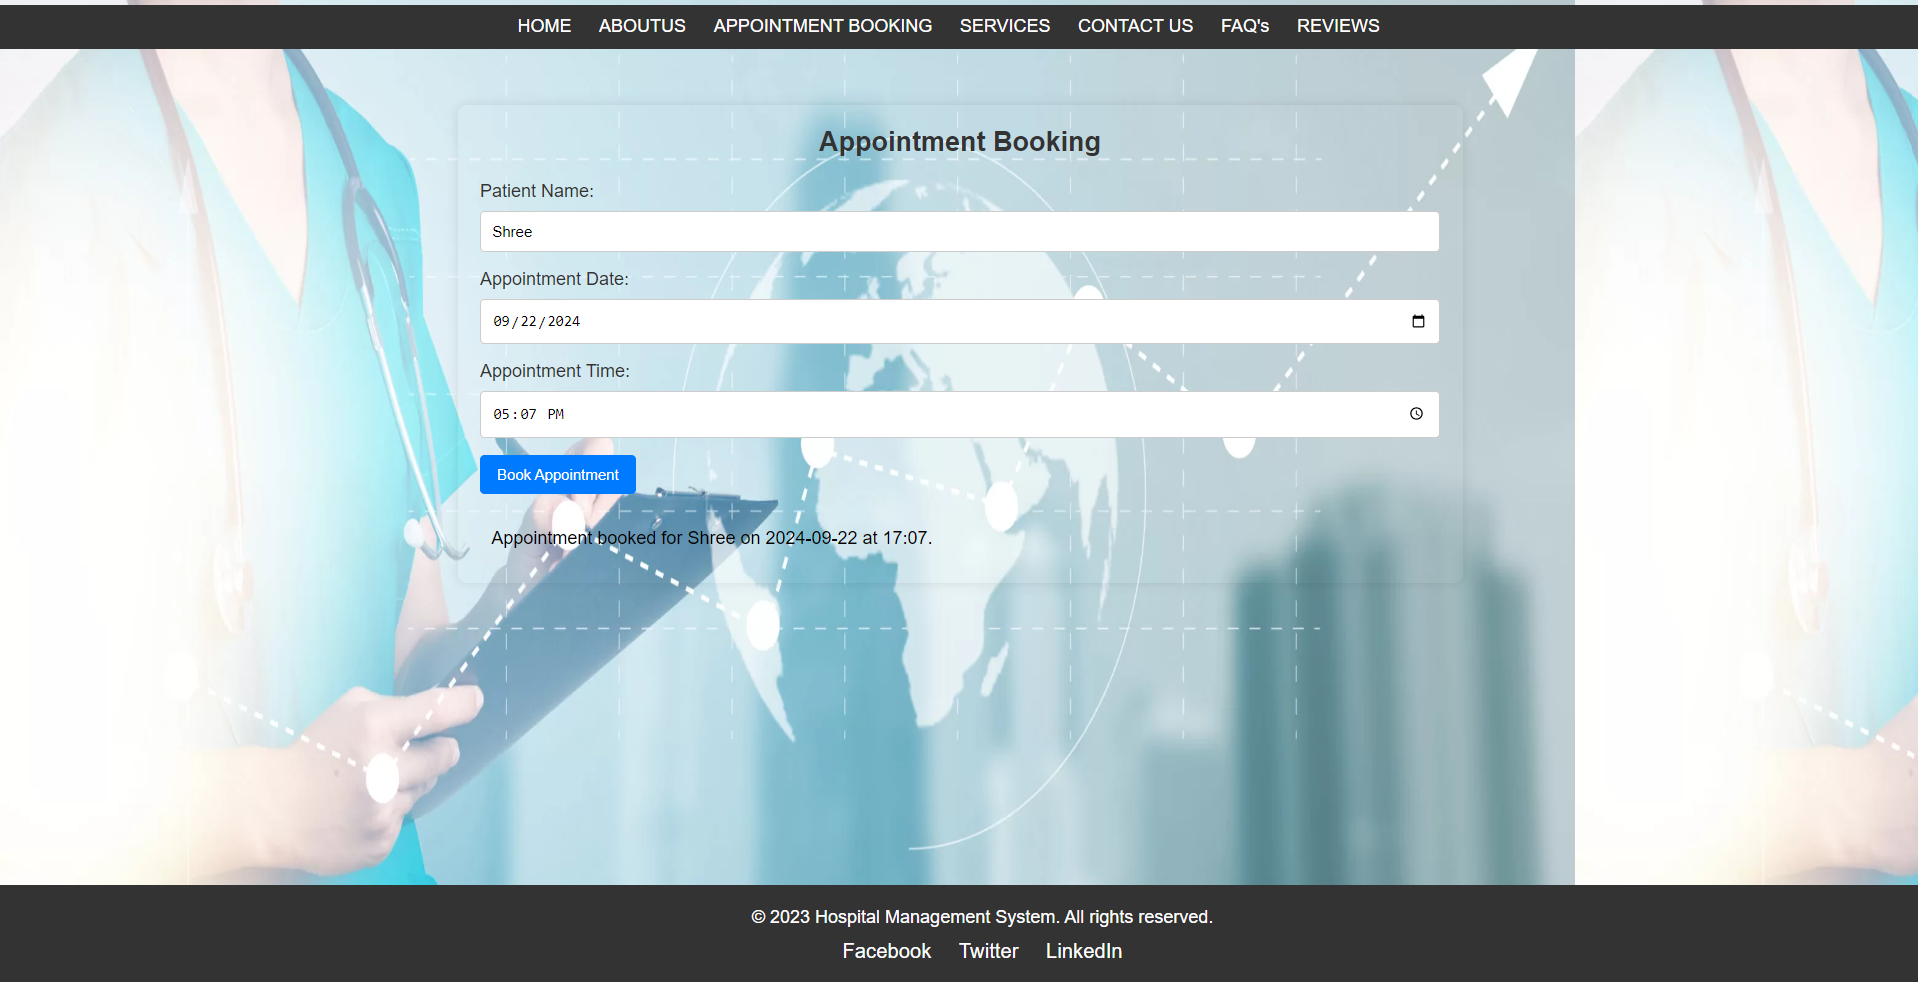 HOME ABOUTUS APPOINTMENT BOOKING SERVICES CONTACT US FAQ's REVIEWS
Appointment Booking
Patient Name:
Shree
Appointment Date:
09/22/2024
Appointment Time:
05:07 PM
Book Appointment
Appointment booked for Shree on 2024-09-22 at 17:07.
© 2023 Hospital Management System. All rights reserved.
Facebook Twitter LinkedIn